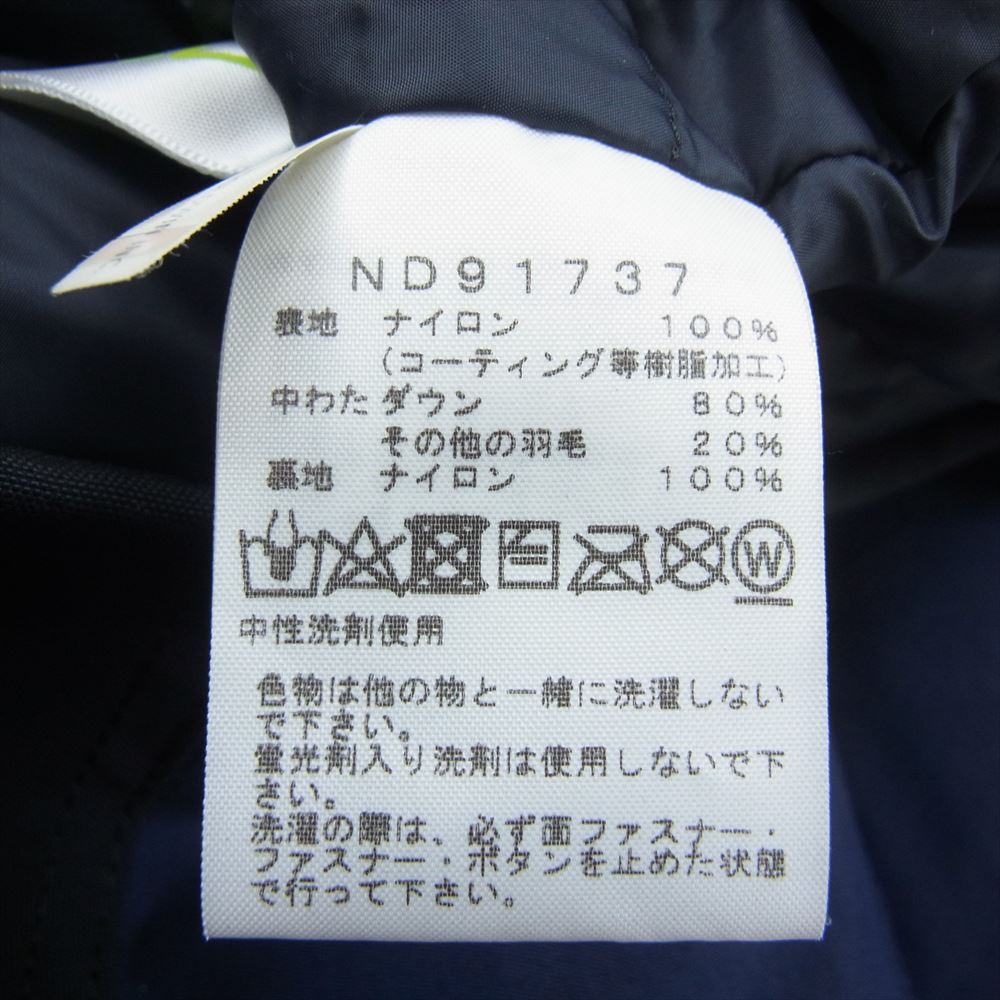 ND91737
表地 ナイロン 100%
(コーティング等樹脂加工)
中わた ダウン 80%
その他の羽毛 20%
裏地 ナイロン 100%
W
中性洗剤使用
色物は他の物と一緒に洗濯しない
で下さい。
蛍光剤入り洗剤は使用しないで下
さい。
洗濯の際は、必ず面ファスナー・
ファスナー・ボタンを止めた状態
で行って下さい。